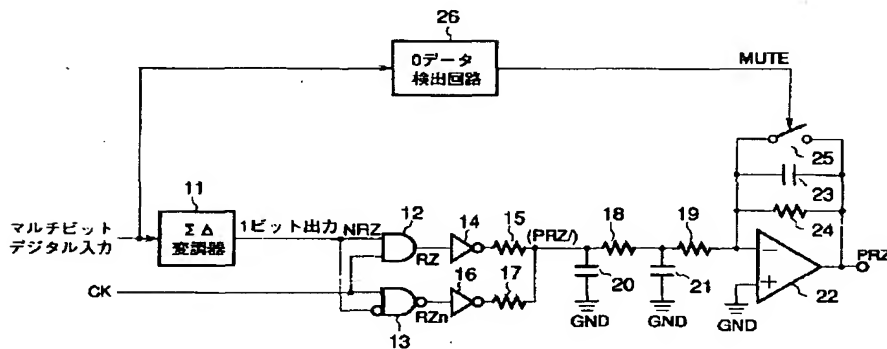 26
0データ
検出回路
MUTE
25
23
24
11
ΣΔ
変調器
マルチビット
デジタル入力
1ビット出力
NRZ
12
RZ
14
15
(PRZ/)
18
19
CK
13
RZn
16
17
20
GND
21
GND
−
+
GND
22
PRZ